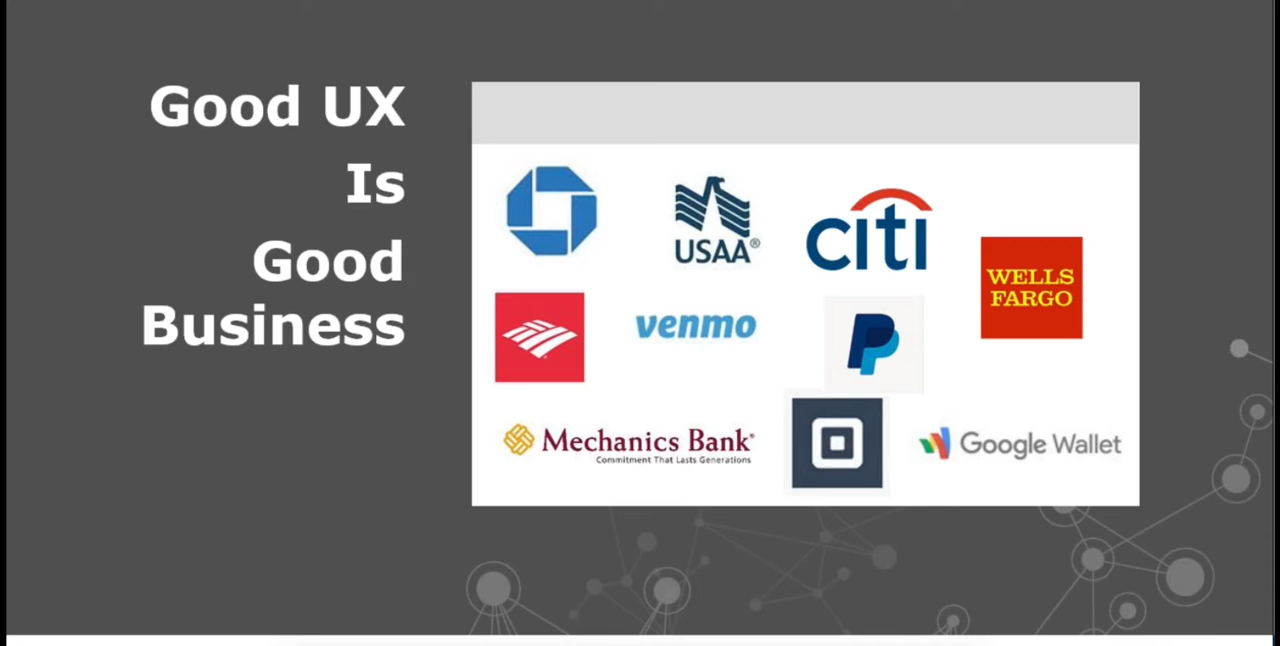 Good UX
Is
Good
Business
USAA®
citi
WELLS
FARGO
venmo
Mechanics Bank®
Commitment That Lasts Generations
Google Wallet